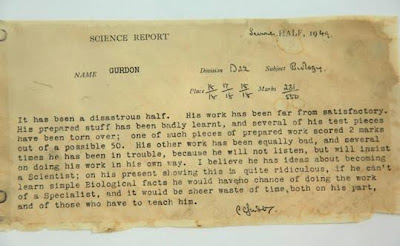 Summer HALF, 1949.
SCIENCE REPORT
NAME GURDON Division D22 Subject Biology.
Place 18/18 Marks 231/550
It has been a disastrous half. His work has been far from satisfactory.
His prepared stuff has been badly learnt, and several of his test pieces
have been torn over; one of such pieces of prepared work scored 2 marks
out of a possible 50. His other work has been equally bad, and several
times he has been in trouble, because he will not listen, but will insist
on doing his work in his own way. I believe he has ideas about becoming
a Scientist; on his present showing this is quite ridiculous, if he can't
learn simple Biological facts he would have no chance of doing the work
of a Specialist, and it would be sheer waste of time, both on his part,
and of those who have to teach him.